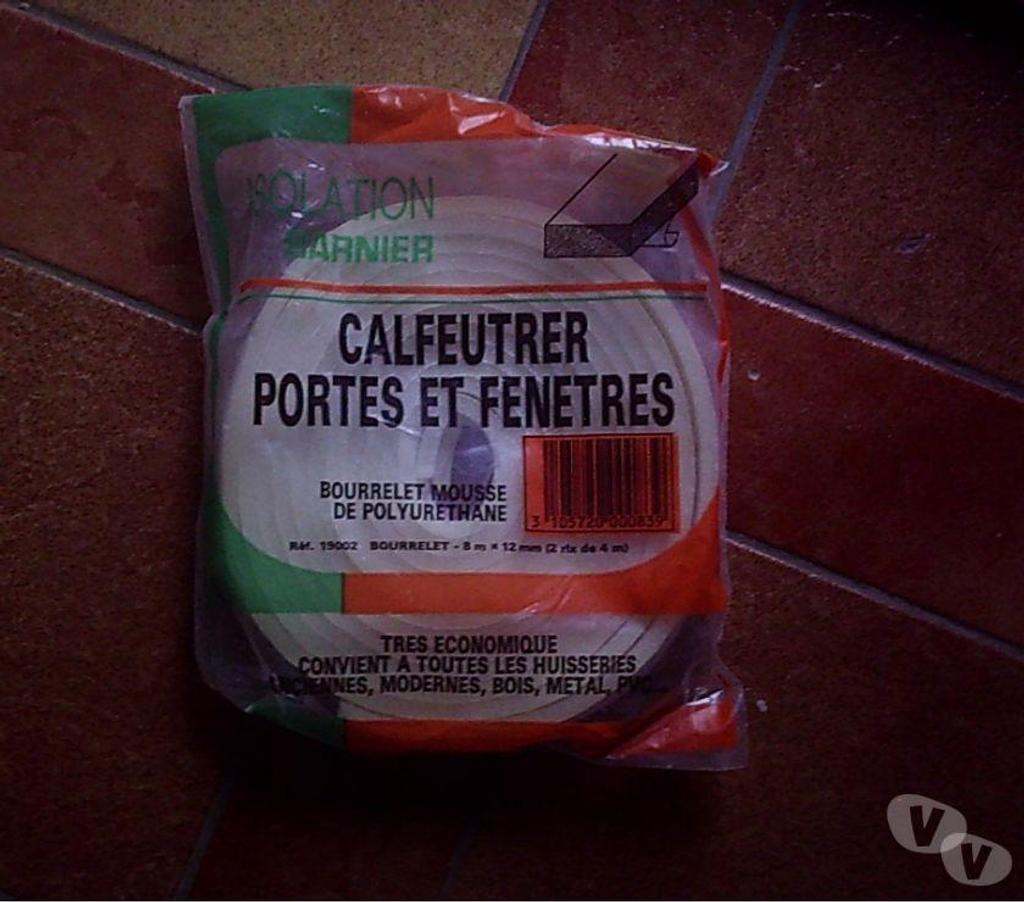 ISOLATION
CALFEUTRER
PORTES ET FENETRES
BOURRELET MOUSSE
DE POLYURETHANE
3 105720 000839
Réf. 19002 BOURRELET - 8 m x 12 mm (2 rlx de 4 m)
TRES ECONOMIQUE
CONVIENT A TOUTES LES HUISSERIES
ANCIENNES, MODERNES, BOIS, METAL, PVC...
VV